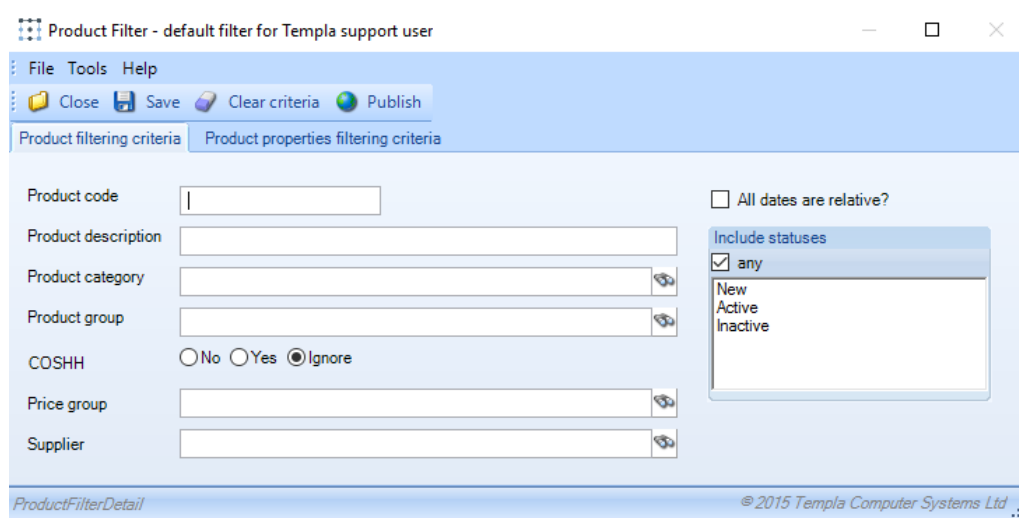 Product Filter - default filter for Templa support user
File Tools Help
Close Save Clear criteria Publish
Product filtering criteria Product properties filtering criteria
Product code
All dates are relative?
Product description
Include statuses
any
Product category
New
Active
Inactive
Product group
COSHH No Yes Ignore
Price group
Supplier
ProductFilterDetail © 2015 Templa Computer Systems Ltd